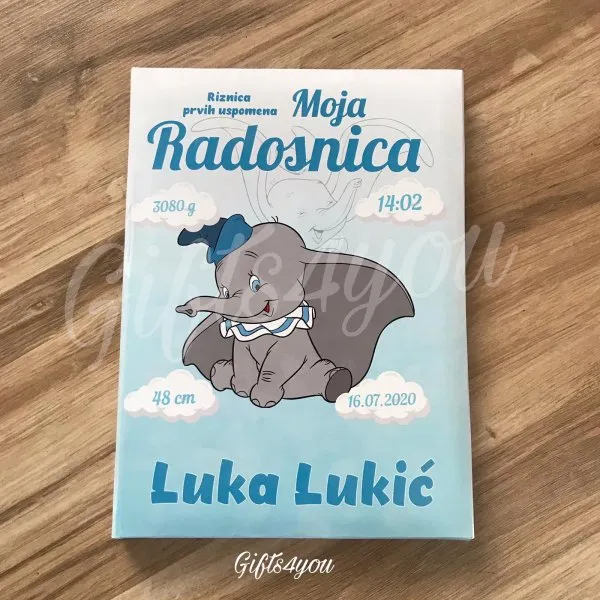 Riznica
prvih uspomena
Moja
Radosnica
3080 g
14:02
Gifts4you
48 cm
16.07.2020
Luka Lukić
Gifts4you